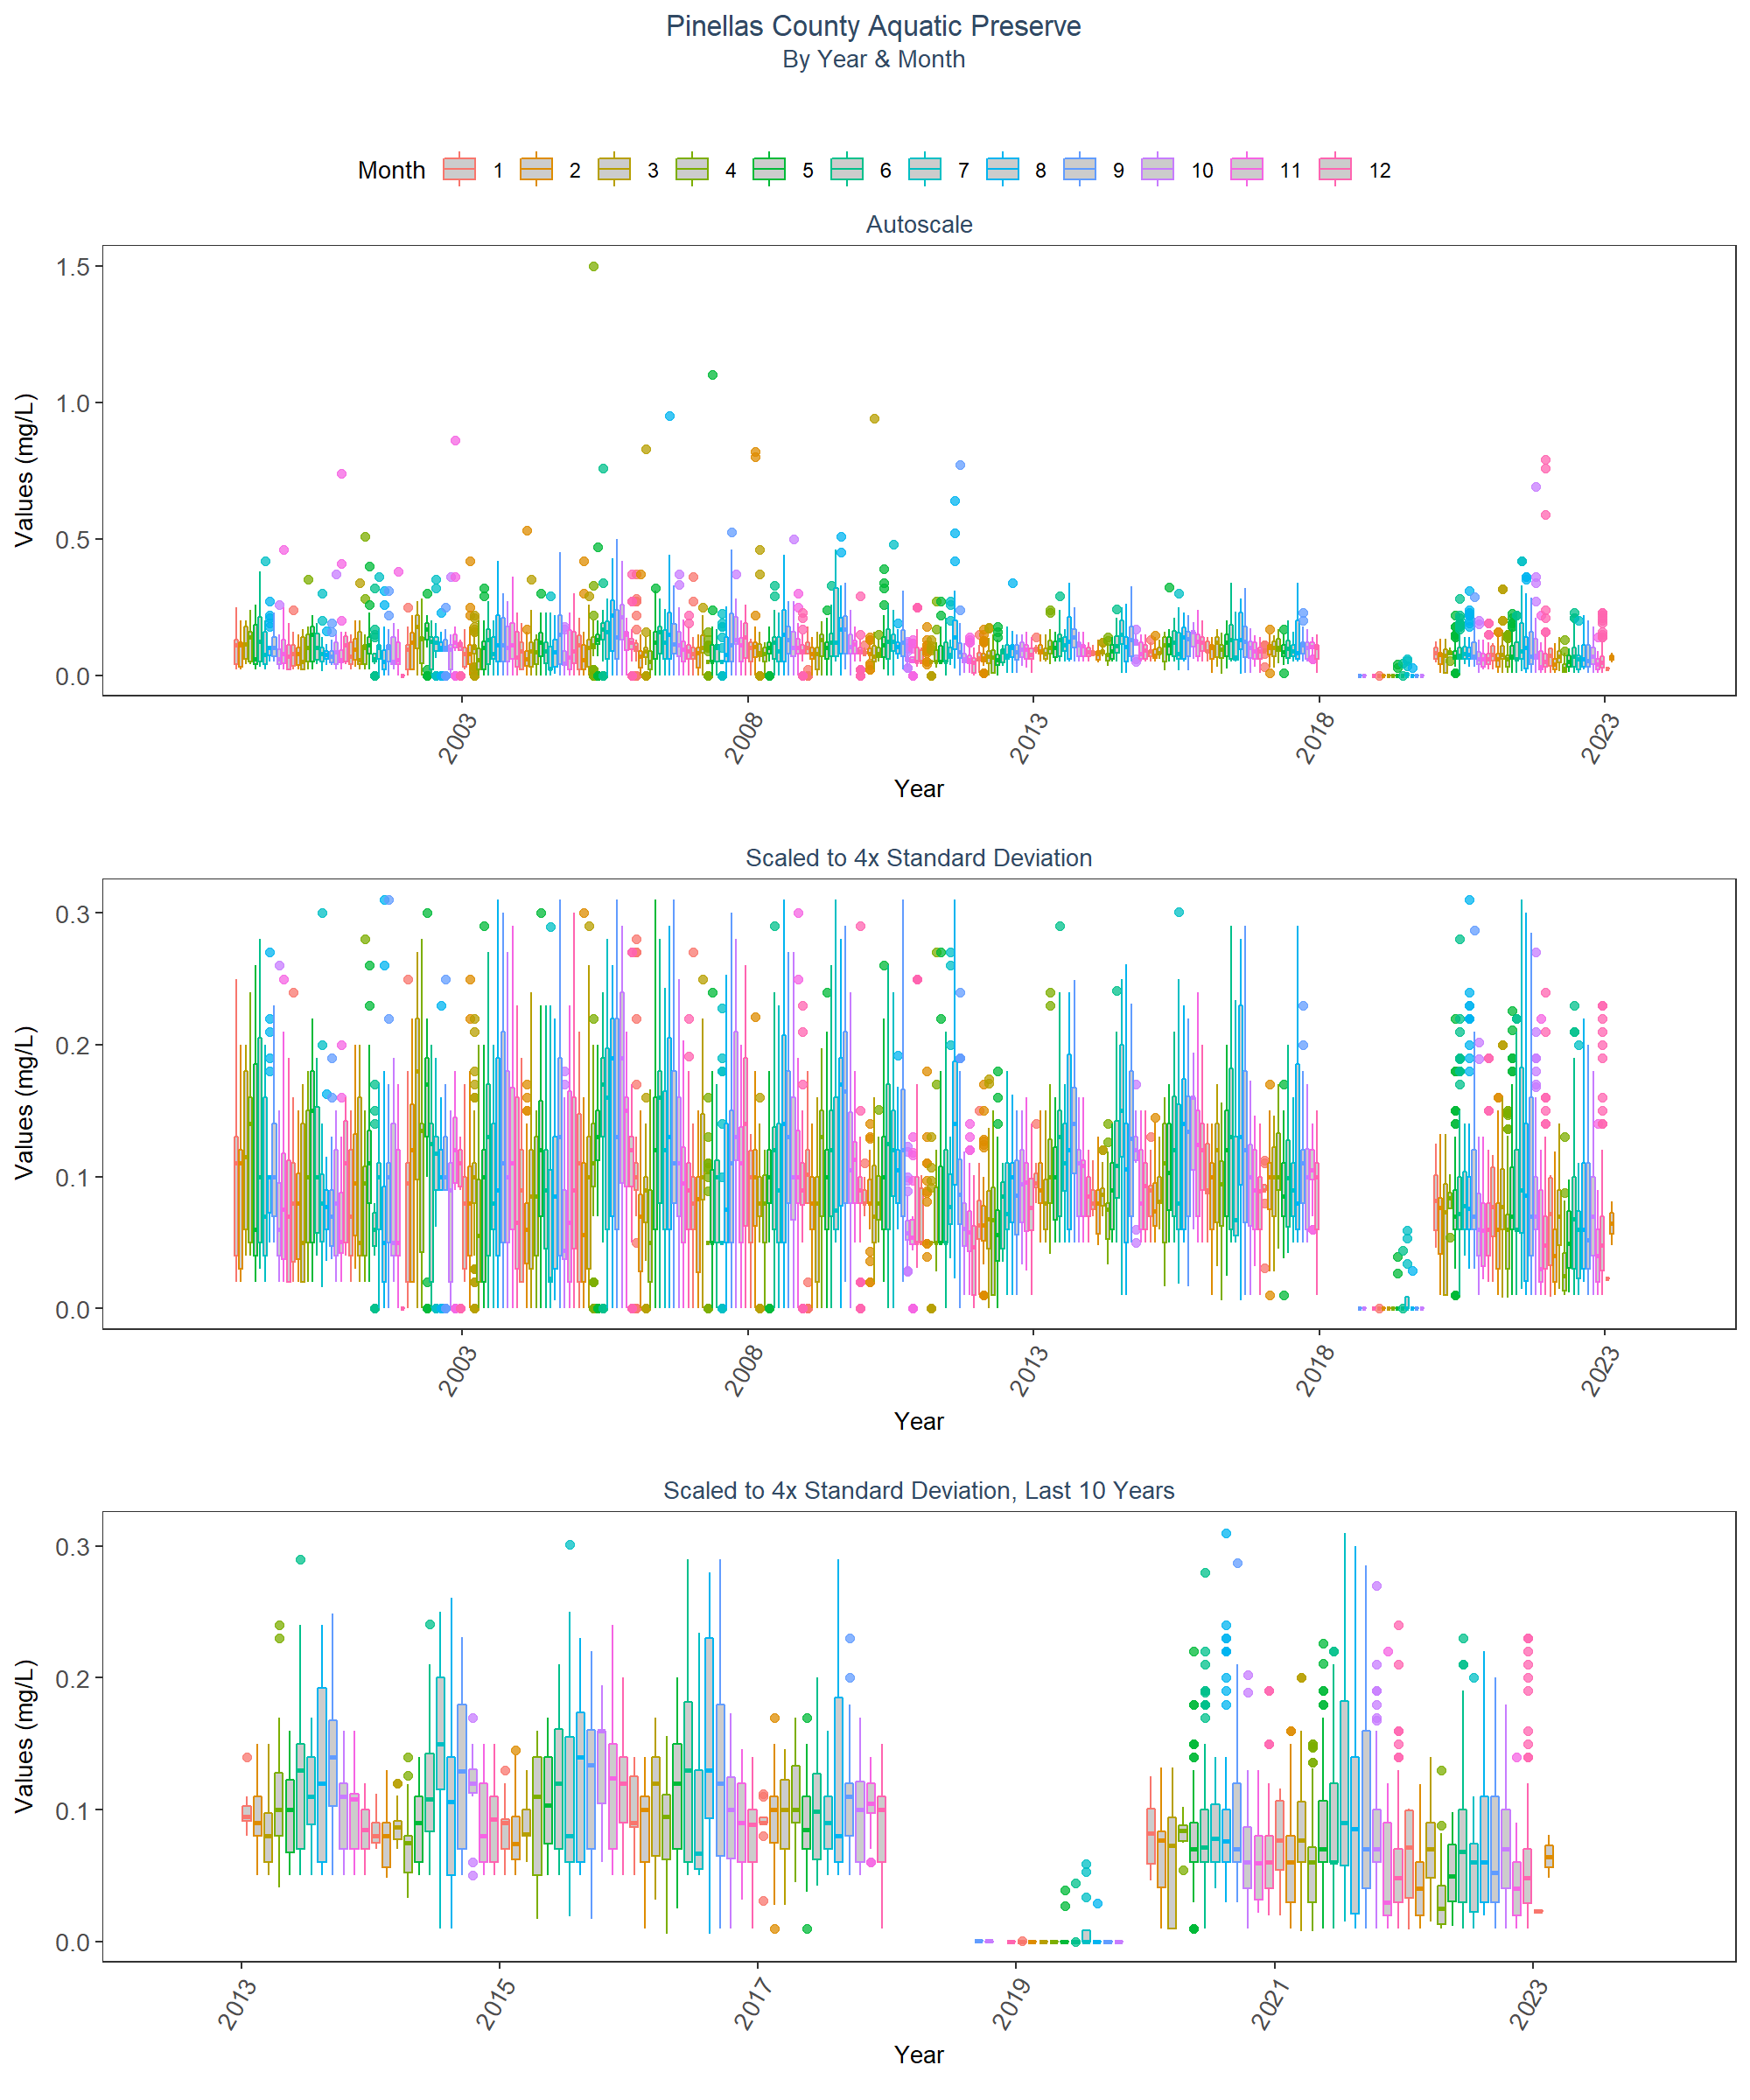 Pinellas County Aquatic Preserve
By Year & Month
Month 1 2 3 4 5 6 7 8 9 10 11 12
Autoscale
1.5
1.0
0.5
0.0
Values (mg/L)
2003 2008 2013 2018 2023
Year
Scaled to 4x Standard Deviation
0.3
0.2
0.1
0.0
Values (mg/L)
2003 2008 2013 2018 2023
Year
Scaled to 4x Standard Deviation, Last 10 Years
0.3
0.2
0.1
0.0
Values (mg/L)
2013 2015 2017 2019 2021 2023
Year